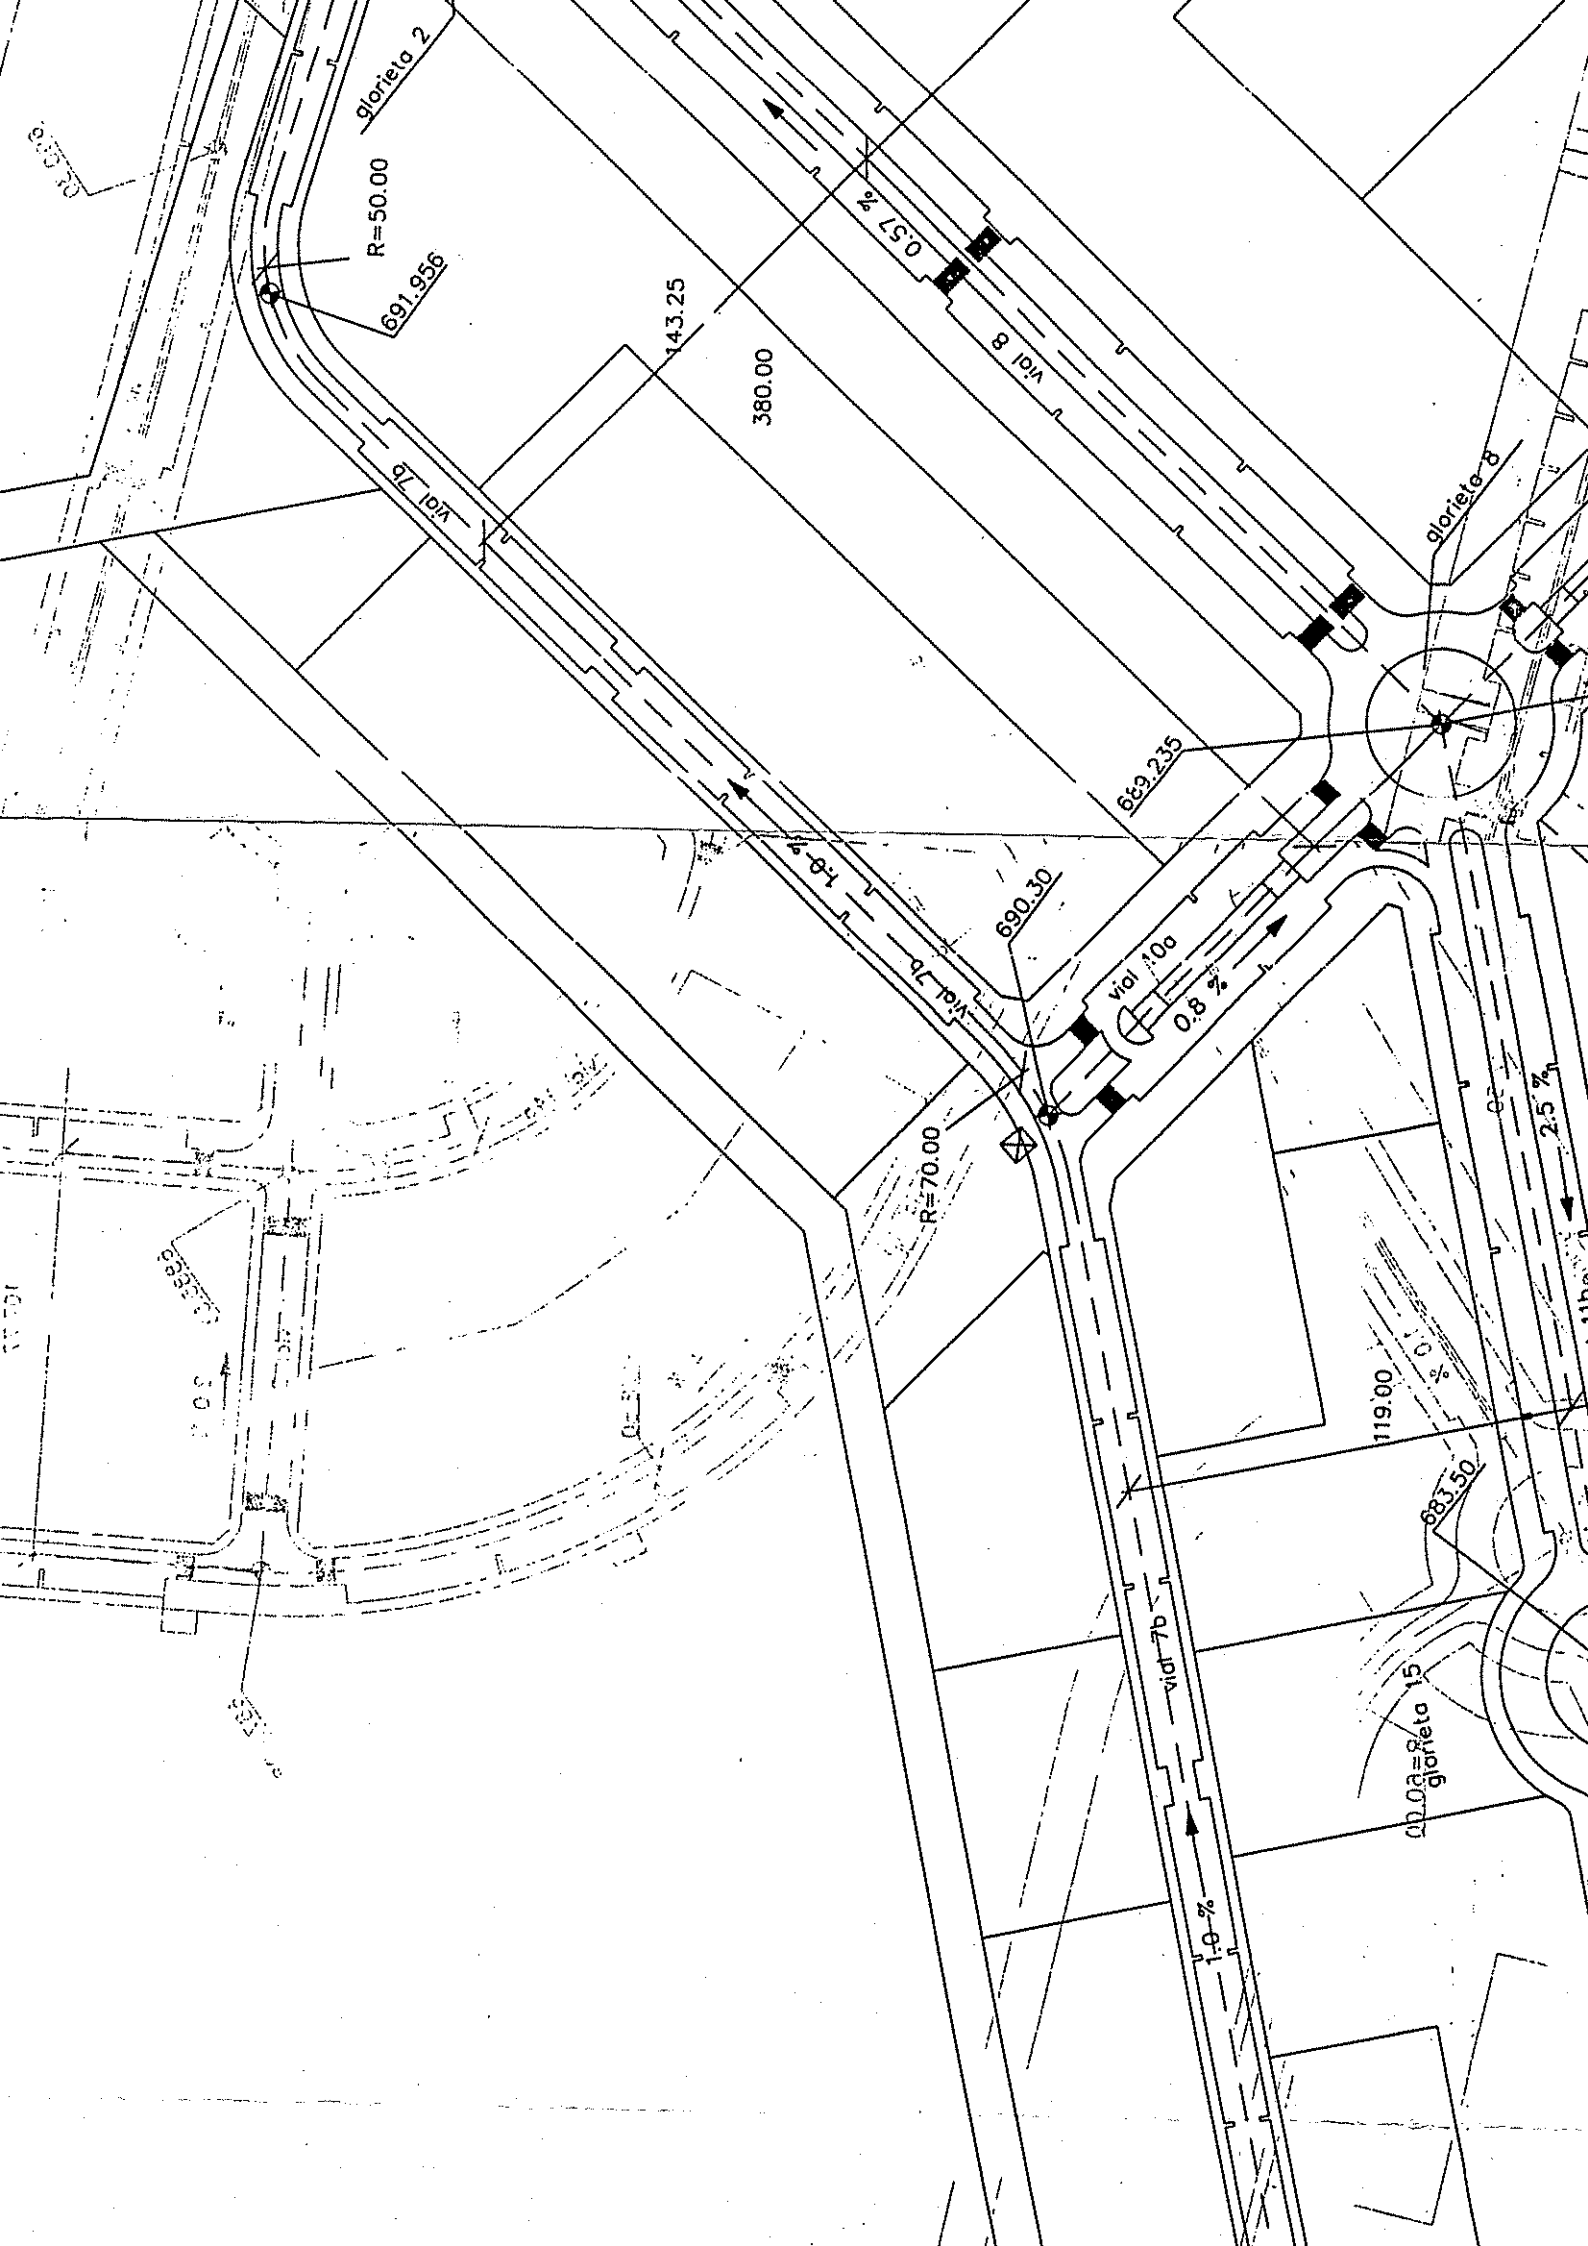 glorieta 2
R=50.00
691.956
0.57 %
143.25
vial 8
380.00
vial 7b
glorieta 8
689.235
1.0 %
690.30
vial 7b
vial 10a
0.8 %
2.5 %
R=70.00
119.00
683.50
vial 7b
glorieta 15
1.0 %